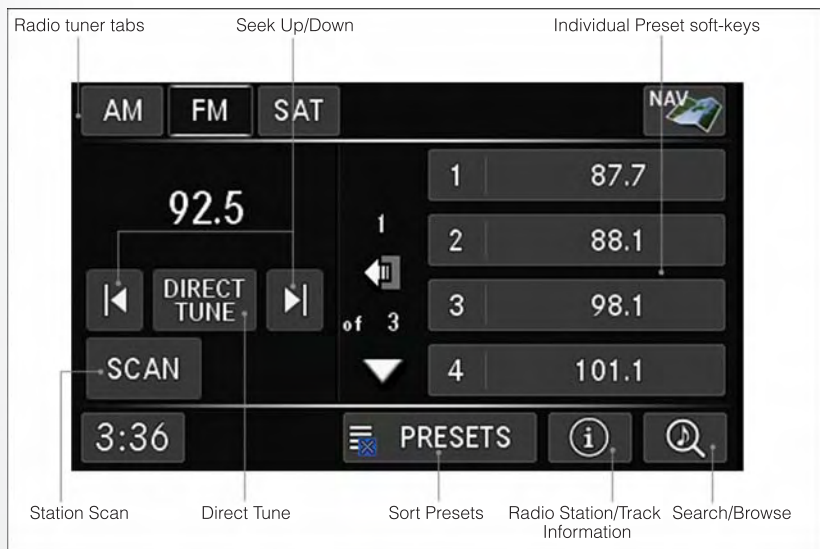 Radio tuner tabs
Seek Up/Down
Individual Preset soft-keys
AM
FM
SAT
NAV
92.5
DIRECT
TUNE
SCAN
1
of 3
1 87.7
2 88.1
3 98.1
4 101.1
3:36
PRESETS
i
Station Scan
Direct Tune
Sort Presets
Radio Station/Track
Information
Search/Browse